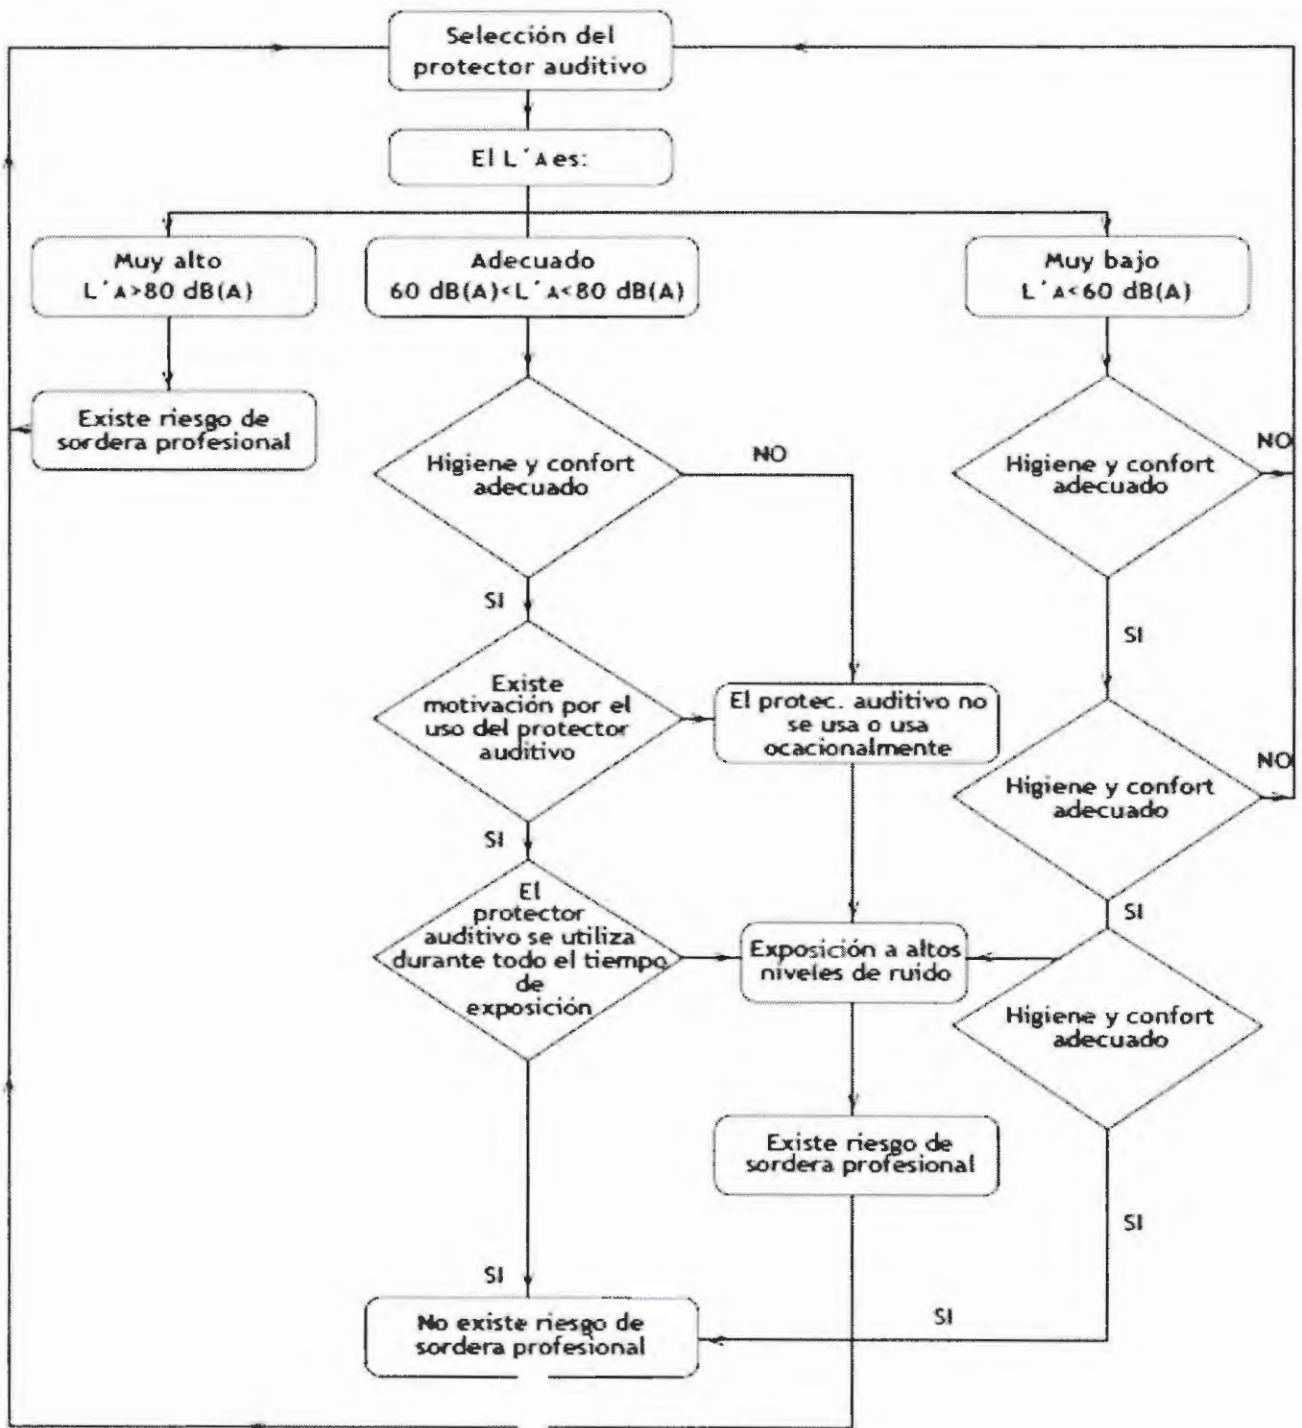 Selección del
protector auditivo
El L´A es:
Muy alto
L´A>80 dB(A)
Adecuado
60 dB(A)<L´A<80 dB(A)
Muy bajo
L´A<60 dB(A)
Existe riesgo de
sordera profesional
Higiene y confort
adecuado
NO
Higiene y confort
adecuado
NO
SI
SI
Existe
motivación por el
uso del protector
auditivo
El protec. auditivo no
se usa o usa
ocacionalmente
Higiene y confort
adecuado
NO
SI
El
protector
auditivo se utiliza
durante todo el tiempo
de
exposición
Exposición a altos
niveles de ruido
SI
Higiene y confort
adecuado
Existe riesgo de
sordera profesional
SI
SI
No existe riesgo de
sordera profesional
SI